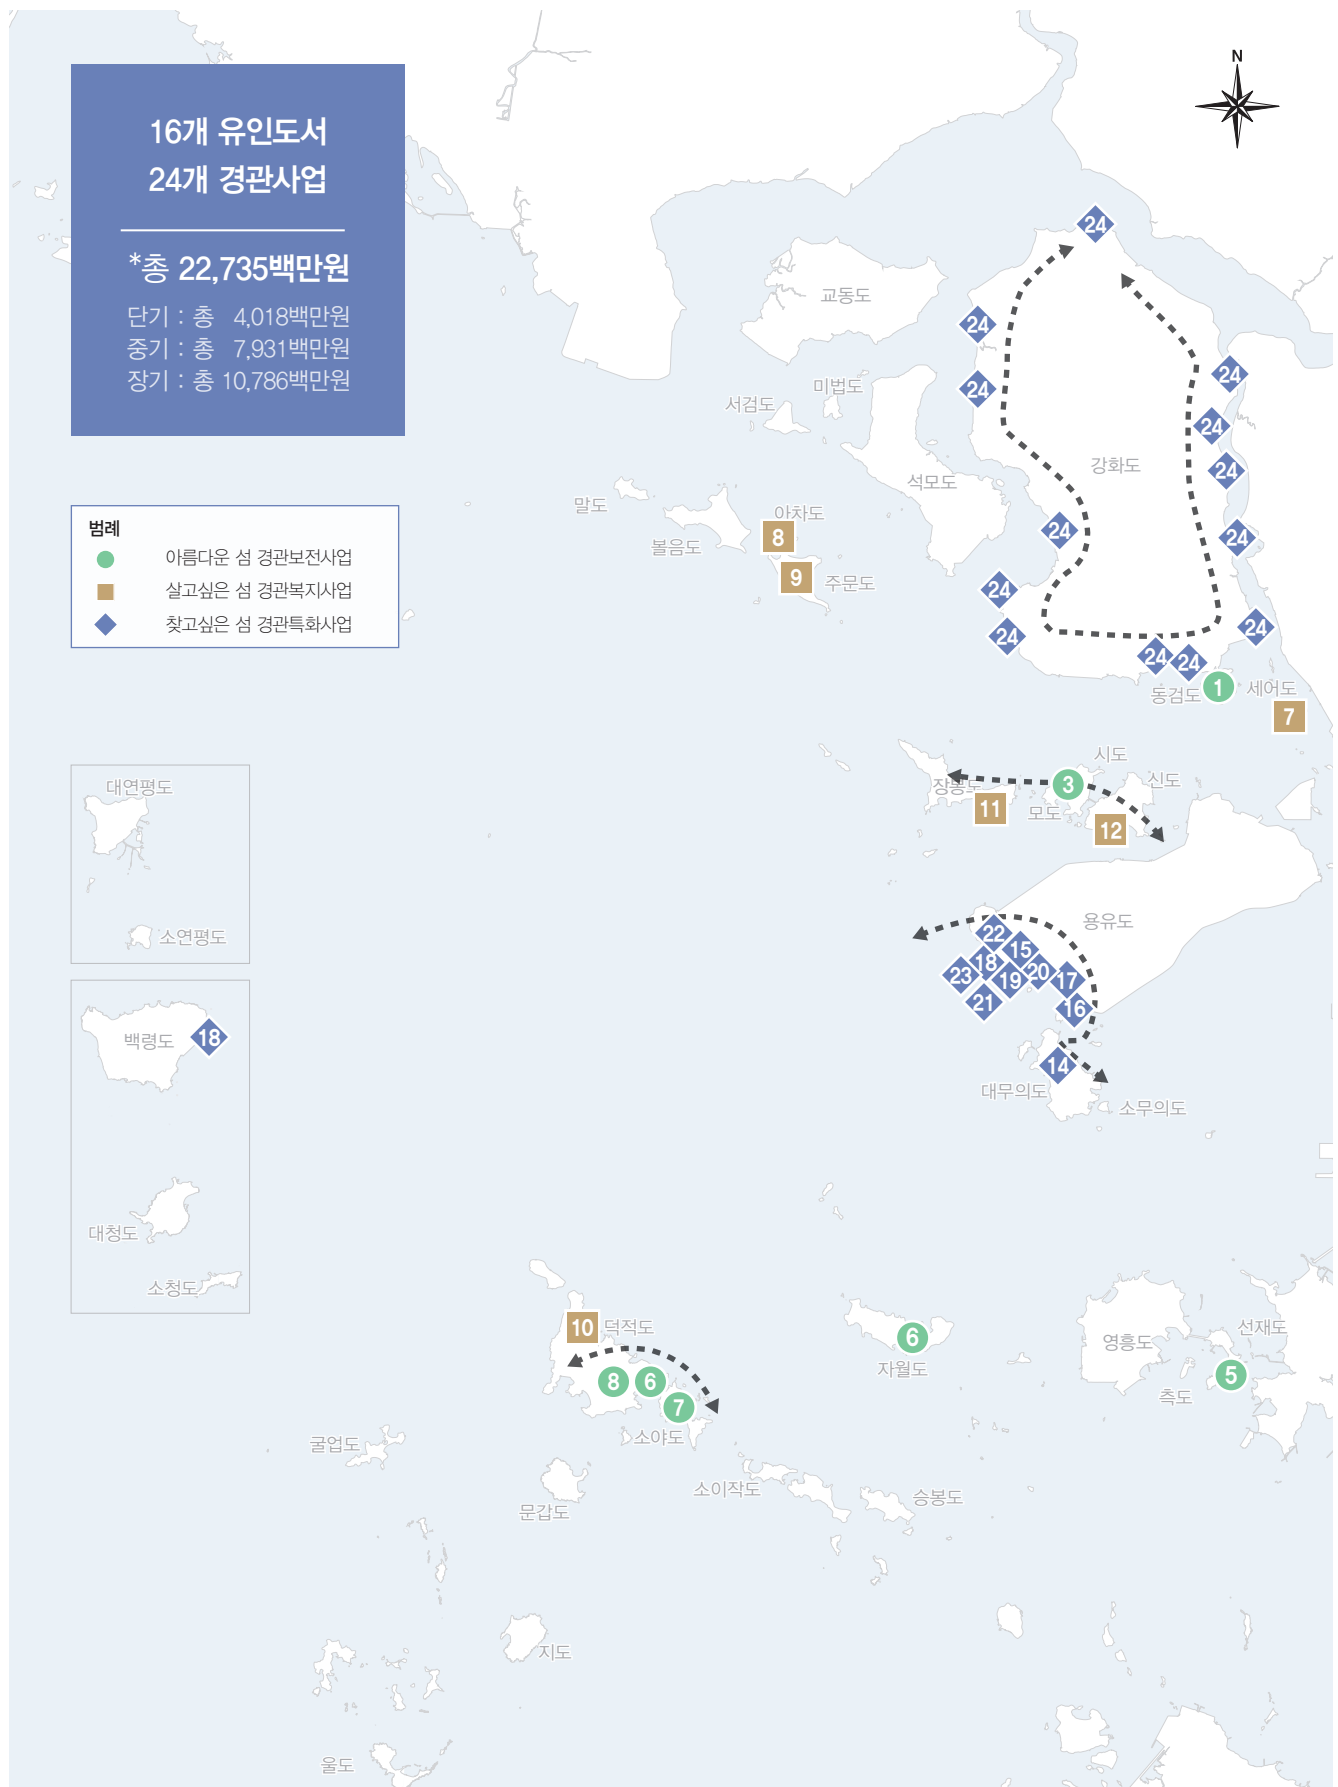 16개 유인도서
24개 경관사업
*총 22,735백만원
단기 : 총 4,018백만원
중기 : 총 7,931백만원
장기 : 총 10,786백만원
범례
아름다운 섬 경관보전사업
살고싶은 섬 경관복지사업
찾고싶은 섬 경관특화사업
N
24
교동도
24
24
24
미법도
서검도
24
24
강화도
석모도
말도
아차도
8
볼음도
24
24
9
주문도
24
24
24
24
24
동검도
1
세어도
7
시도
신도
3
장봉도
11
모도
12
대연평도
소연평도
용유도
22
15
18
23
19
20
17
21
16
14
대무의도
소무의도
백령도
18
대청도
소청도
10
덕적도
8
6
7
소야도
6
자월도
영흥도
선재도
5
측도
굴업도
문갑도
소이작도
승봉도
지도
울도